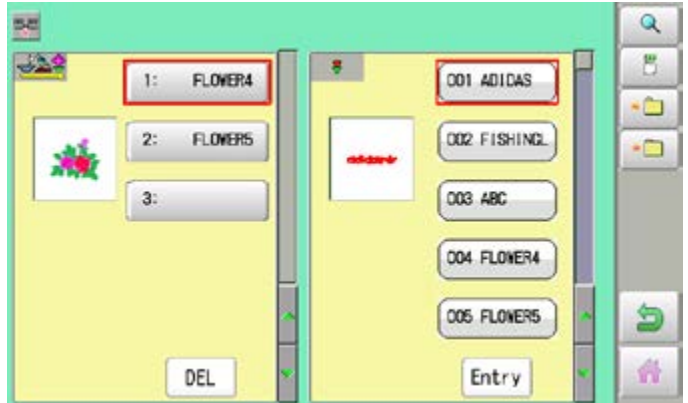 1: FLOWER4
2: FLOWER5
3:
DEL
001 ADIDAS
002 FISHINGL
003 ABC
004 FLOWER4
005 FLOWER5
Entry